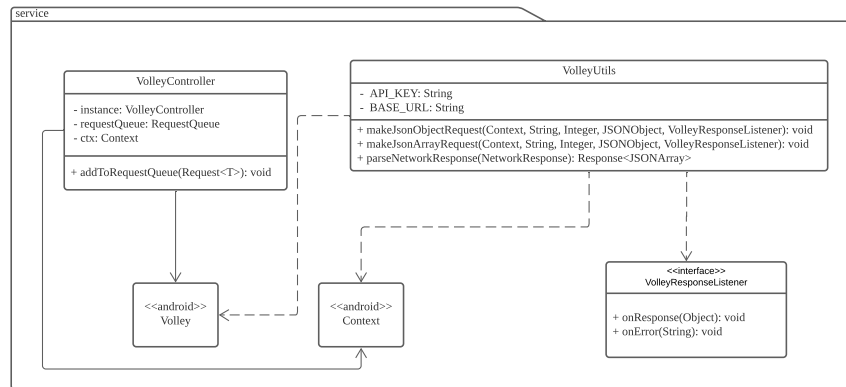 service
VolleyController
- instance: VolleyController
- requestQueue: RequestQueue
- ctx: Context
+ addToRequestQueue(Request<T>): void
VolleyUtils
- API_KEY: String
- BASE_URL: String
+ makeJsonObjectRequest(Context, String, Integer, JSONObject, VolleyResponseListener): void
+ makeJsonArrayRequest(Context, String, Integer, JSONObject, VolleyResponseListener): void
+ parseNetworkResponse(NetworkResponse): Response<JSONArray>
<<android>>
Volley
<<android>>
Context
<<interface>>
VolleyResponseListener
+ onResponse(Object): void
+ onError(String): void